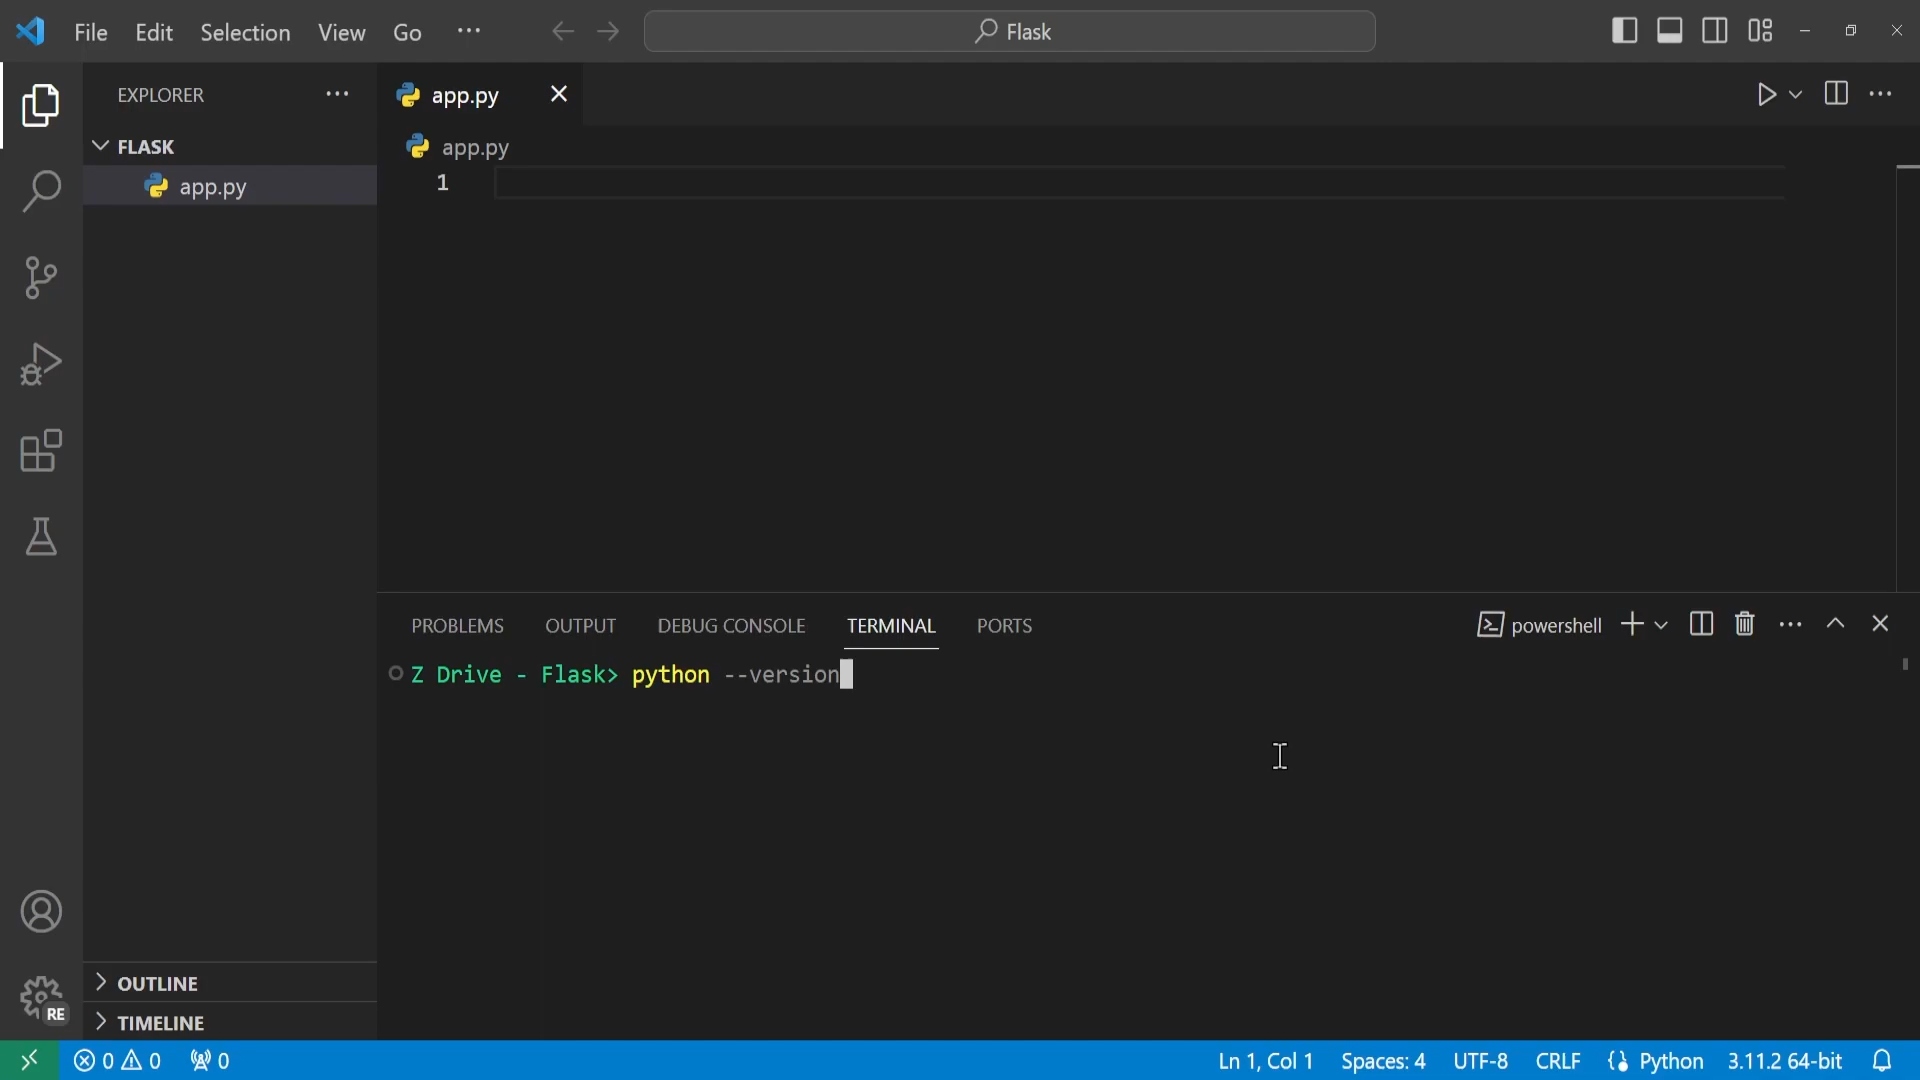 File Edit Selection View Go
Flask
EXPLORER
FLASK
app.py
app.py
app.py
1
PROBLEMS OUTPUT DEBUG CONSOLE TERMINAL PORTS
powershell
Z Drive - Flask> python --version
OUTLINE
TIMELINE
RE
0 0 0
Ln 1, Col 1 Spaces: 4 UTF-8 CRLF Python 3.11.2 64-bit